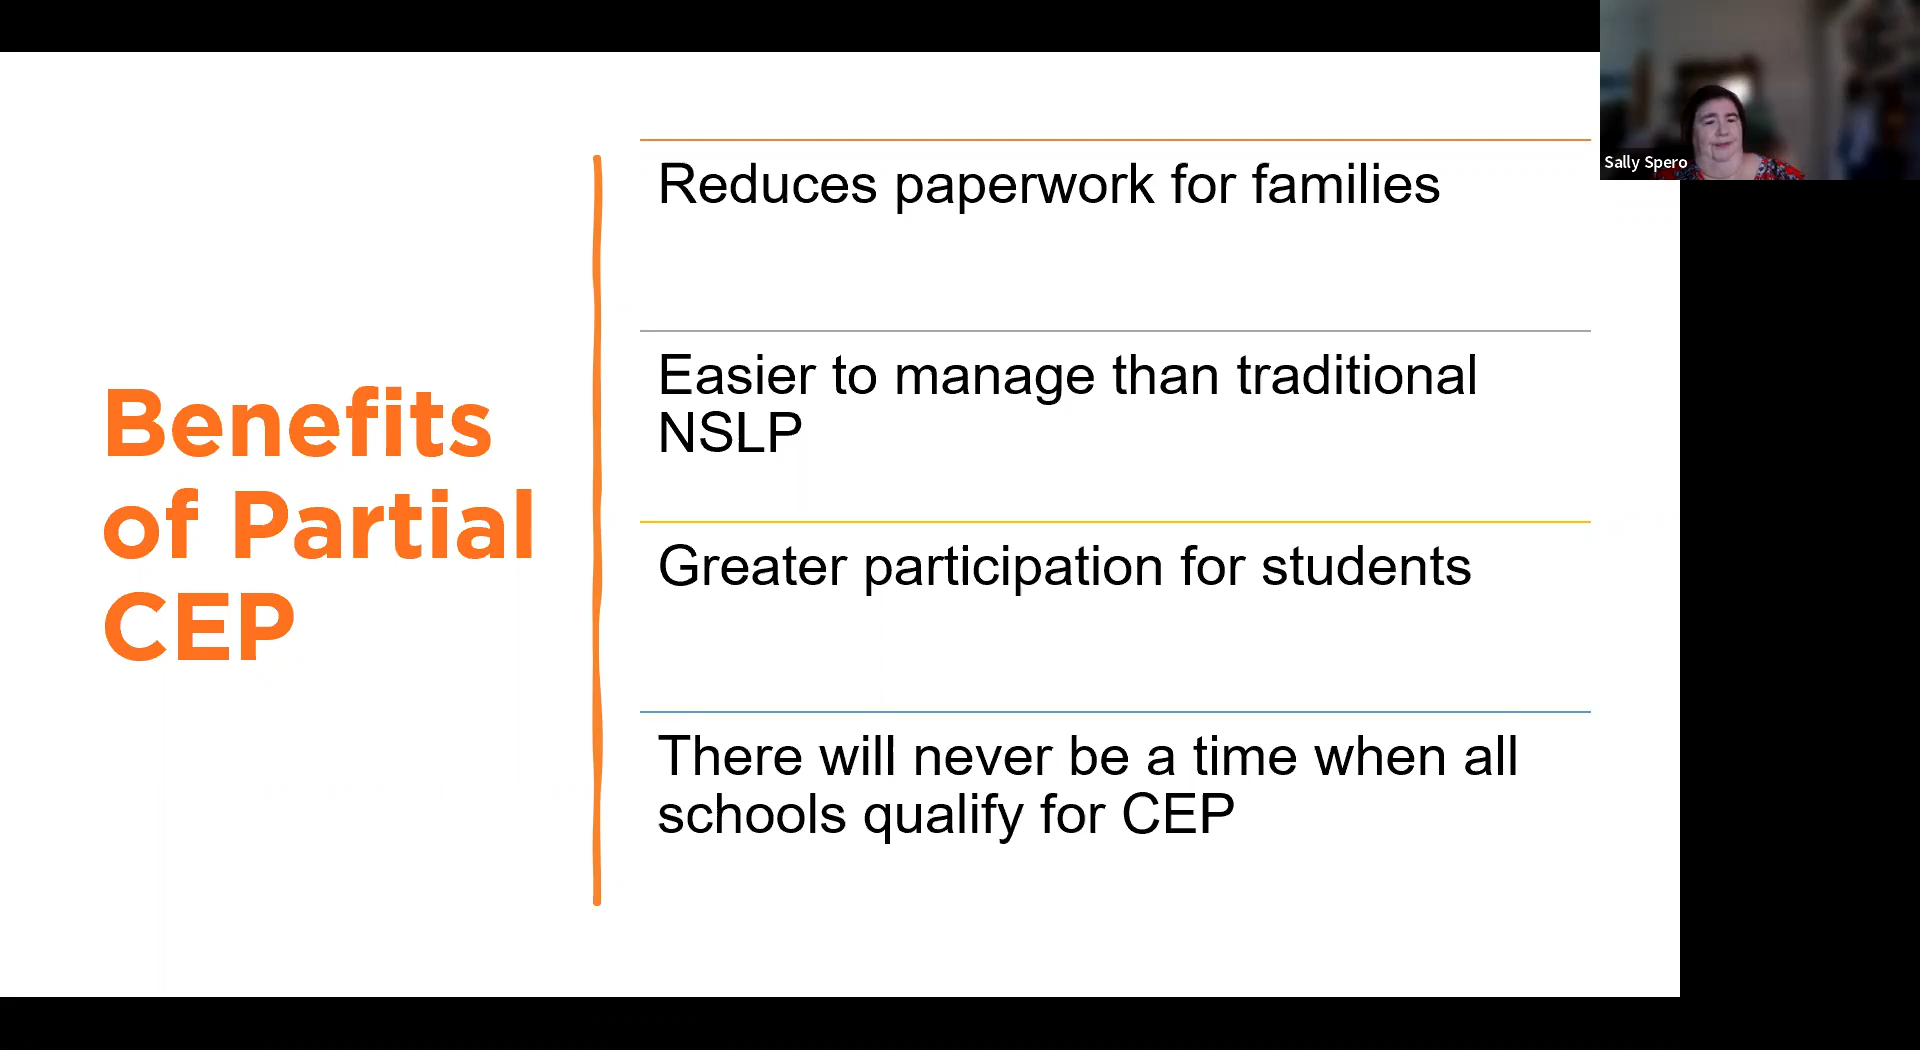 Benefits
of Partial
CEP
Reduces paperwork for families
Easier to manage than traditional
NSLP
Greater participation for students
There will never be a time when all
schools qualify for CEP
Sally Spero